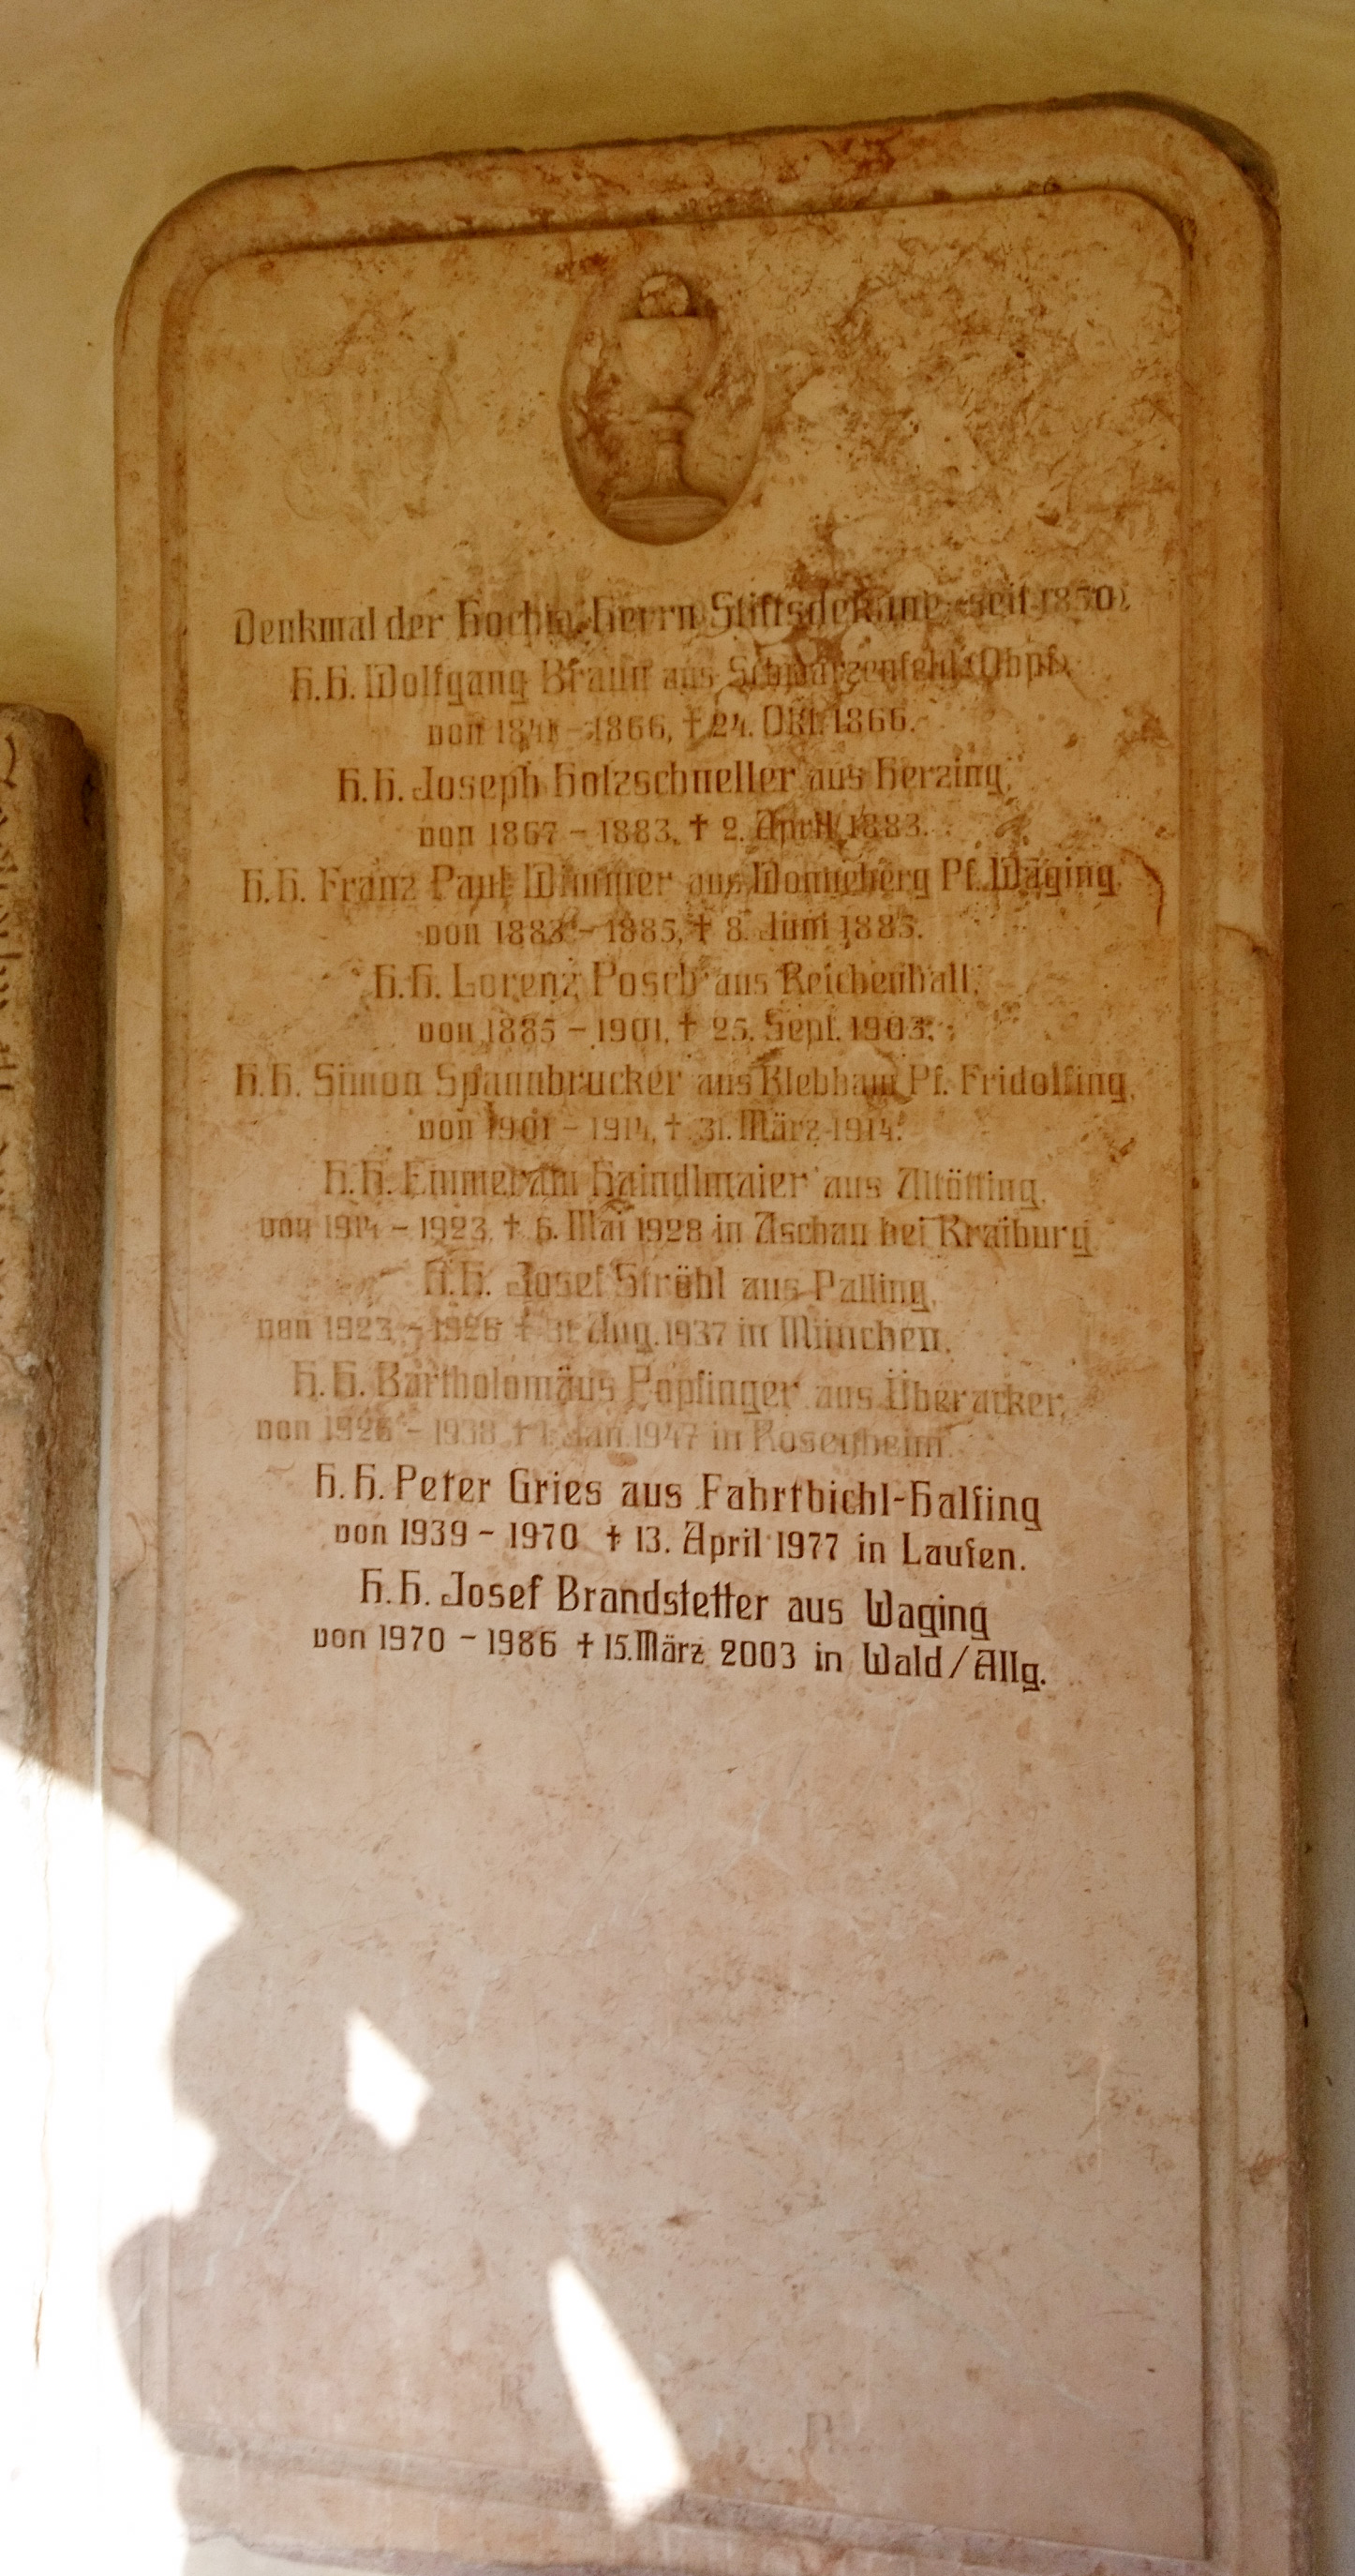 Denkmal der Hochw. Herrn Stiftsdekane seit 1850.
H.H. Wolfgang Braun aus Schwarzenfeld (Obpf.
von 1841 - 1866, † 24. Okt. 1866.
H.H. Joseph Holzschneller aus Herzing,
von 1867 - 1883, † 2. April 1883.
H.H. Franz Paul Wimmer aus Wonneberg Pf. Waging,
von 1883 - 1885, † 8. Juni 1885.
H.H. Lorenz Posch aus Reichenhall,
von 1885 - 1901, † 25. Sept. 1903.
H.H. Simon Spannbrucker aus Klebham Pf. Fridolfing,
von 1901 - 1914, † 31. März 1914.
H.H. Emmeram Haindlmaier aus Altötting,
von 1914 - 1923, † 6. Mai 1928 in Aschau bei Kraiburg
H.H. Josef Ströbl aus Palling,
von 1923 - 1926 † 31. Aug. 1937 in München.
H.H. Bartholomäus Popfinger aus Überacker,
von 1926 - 1938 † 1. Jan. 1947 in Rosenheim.
H.H. Peter Gries aus Fahrtbichl-Halfing
von 1939 - 1970 † 13. April 1977 in Laufen.
H.H. Josef Brandstetter aus Waging
von 1970 - 1986 † 15. März 2003 in Wald/Allg.